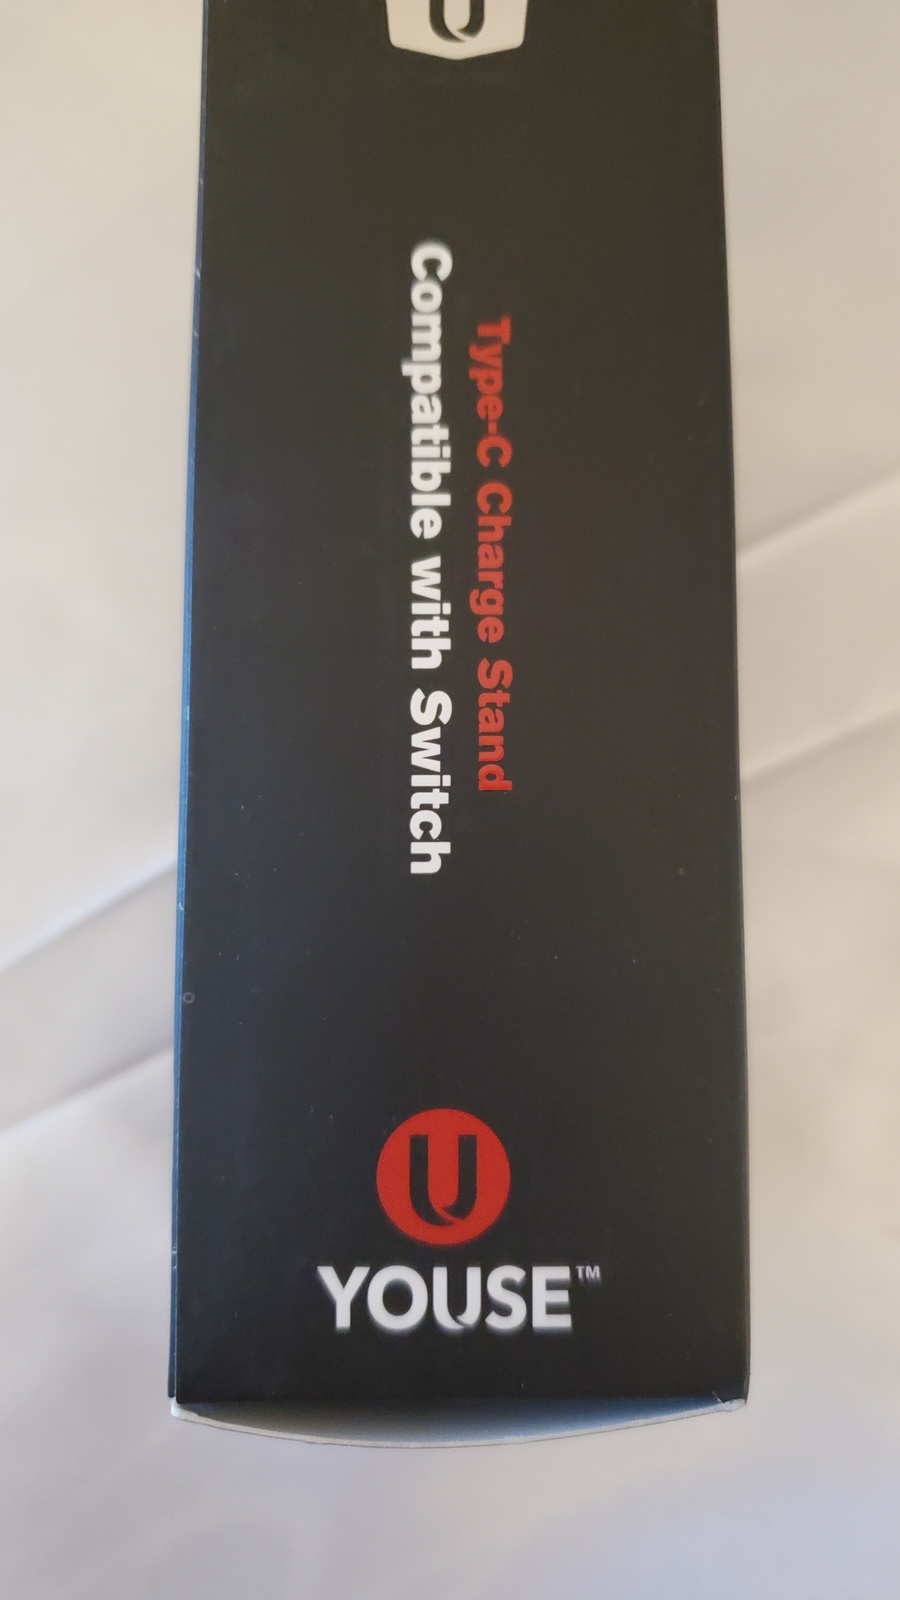 U
Type-C Charge Stand
Compatible with Switch
U
YOUSE™